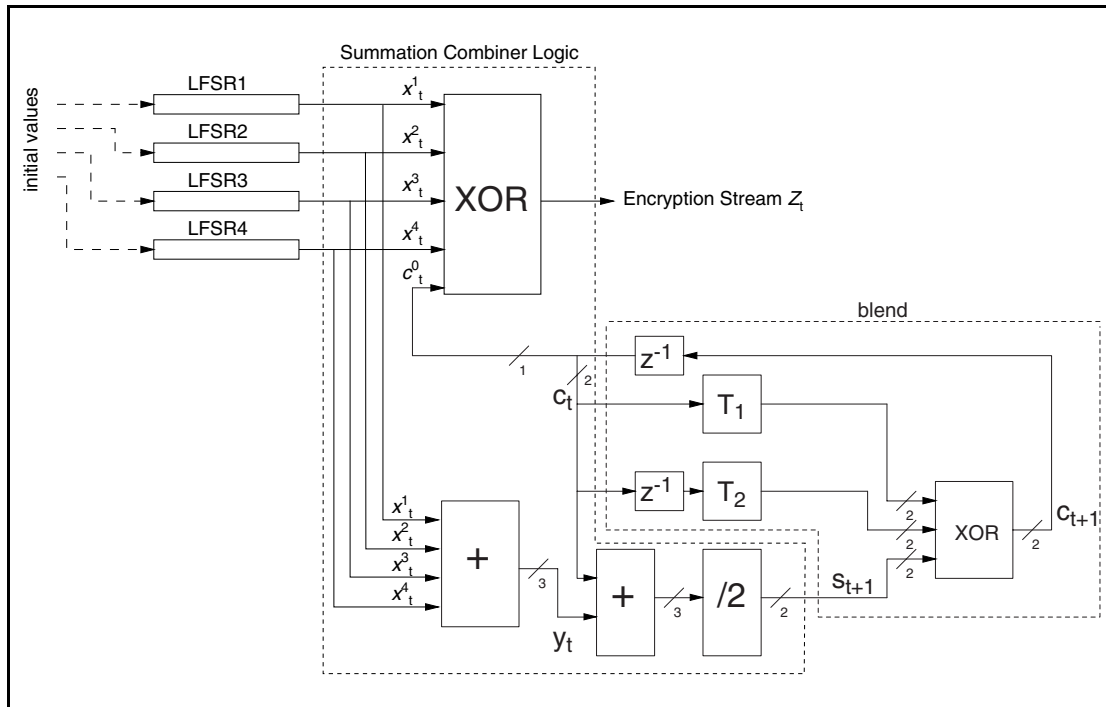 Summation Combiner Logic
initial values
LFSR1
LFSR2
LFSR3
LFSR4
x¹ₜ
x²ₜ
x³ₜ
x⁴ₜ
c⁰ₜ
XOR
Encryption Stream Zₜ
blend
1
2
z⁻¹
cₜ
T₁
z⁻¹
T₂
2
2
2
XOR
2
cₜ₊₁
x¹ₜ
x²ₜ
x³ₜ
x⁴ₜ
+
3
yₜ
+
3
/2
2
sₜ₊₁